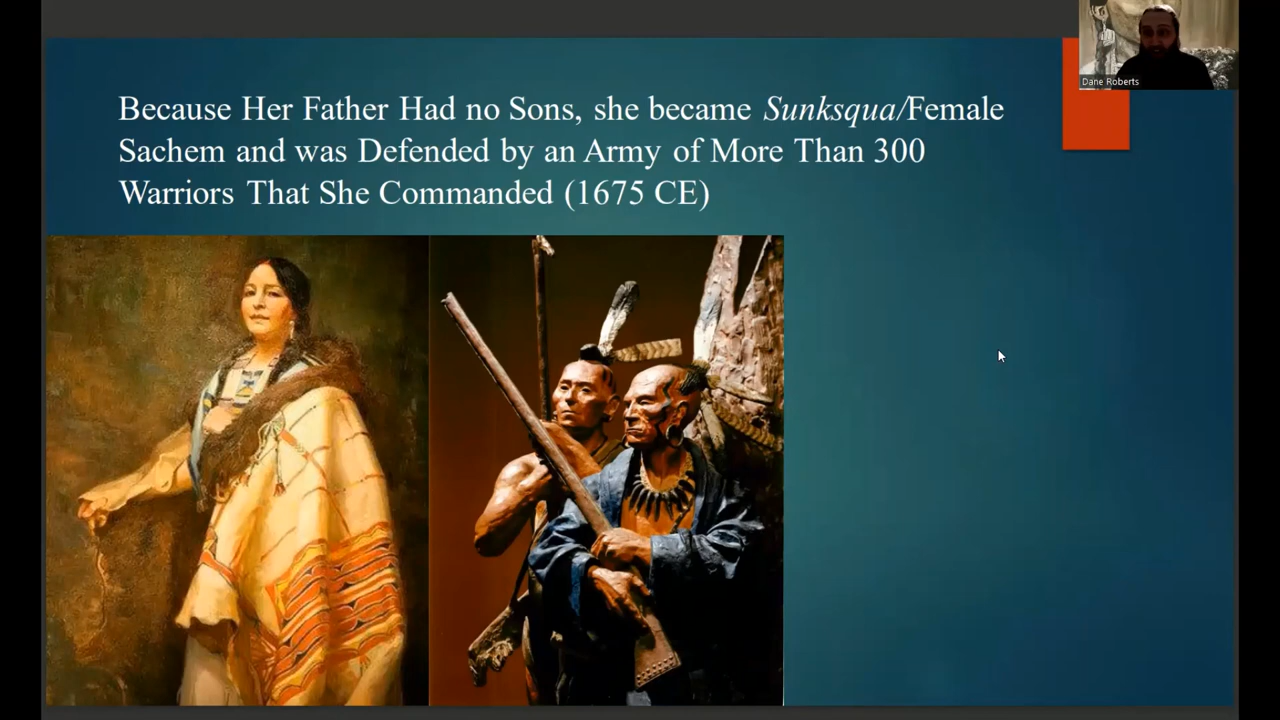 Because Her Father Had no Sons, she became Sunksqua/Female
Sachem and was Defended by an Army of More Than 300
Warriors That She Commanded (1675 CE)
Dane Roberts